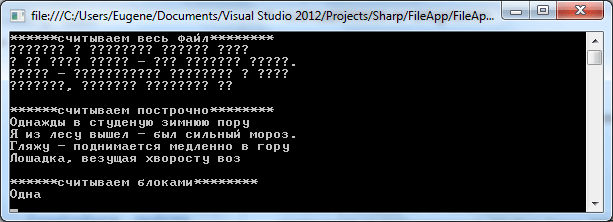 file:///C:/Users/Eugene/Documents/Visual Studio 2012/Projects/Sharp/FileApp/FileAp...
******считываем весь файл********
??????? ? ???????? ?????? ????
? ?? ???? ????? – ??? ??????? ?????.
????? – ??????????? ???????? ? ????
???????, ??????? ???????? ??
******считываем построчно********
Однажды в студеную зимнюю пору
Я из лесу вышел – был сильный мороз.
Гляжу – поднимается медленно в гору
Лошадка, везущая хворосту воз
******считываем блоками********
Одна